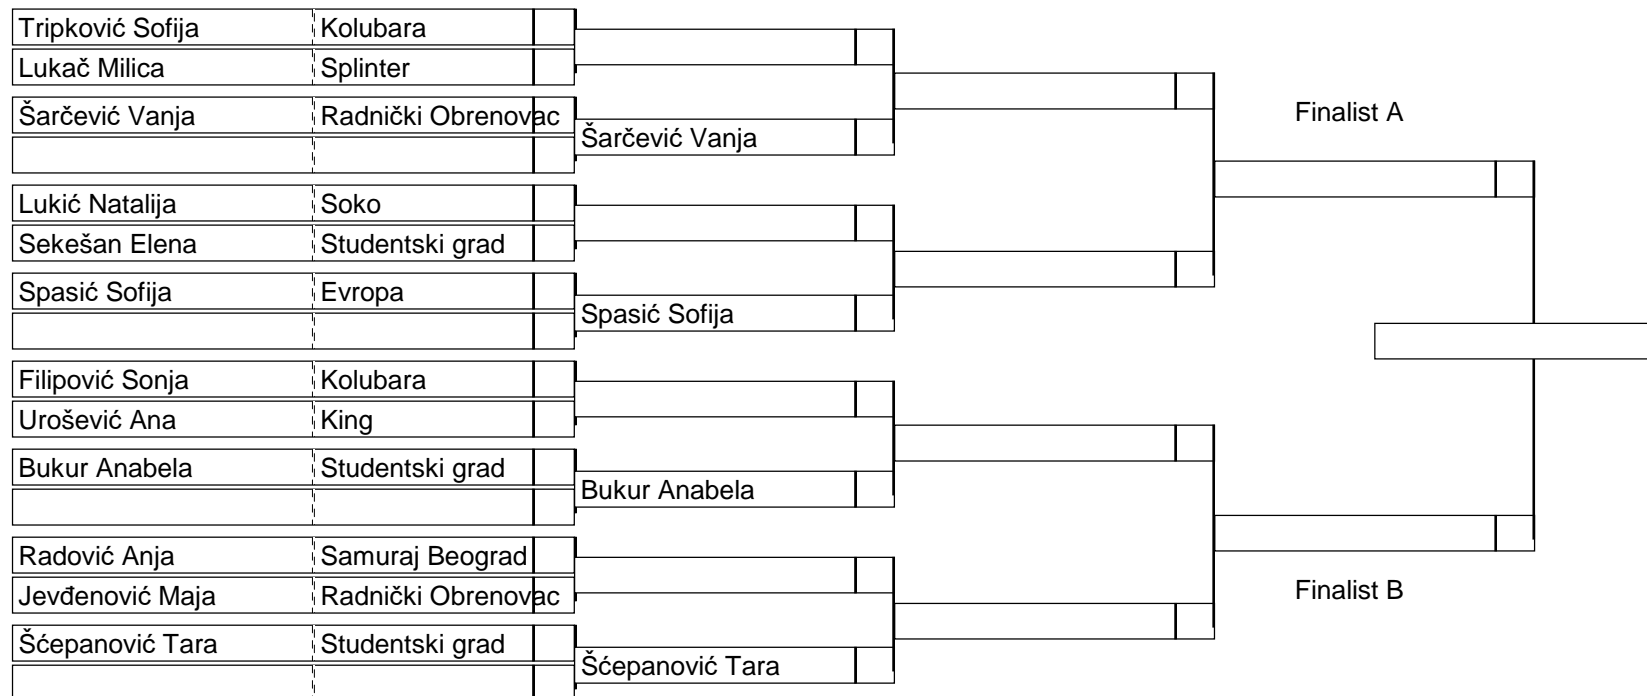 Tripković Sofija Kolubara
Lukač Milica Splinter
Šarčević Vanja Radnički Obrenovac
Šarčević Vanja
Finalist A
Lukić Natalija Soko
Sekešan Elena Studentski grad
Spasić Sofija Evropa
Spasić Sofija
Filipović Sonja Kolubara
Urošević Ana King
Bukur Anabela Studentski grad
Bukur Anabela
Radović Anja Samuraj Beograd
Jevđenović Maja Radnički Obrenovac
Finalist B
Šćepanović Tara Studentski grad
Šćepanović Tara